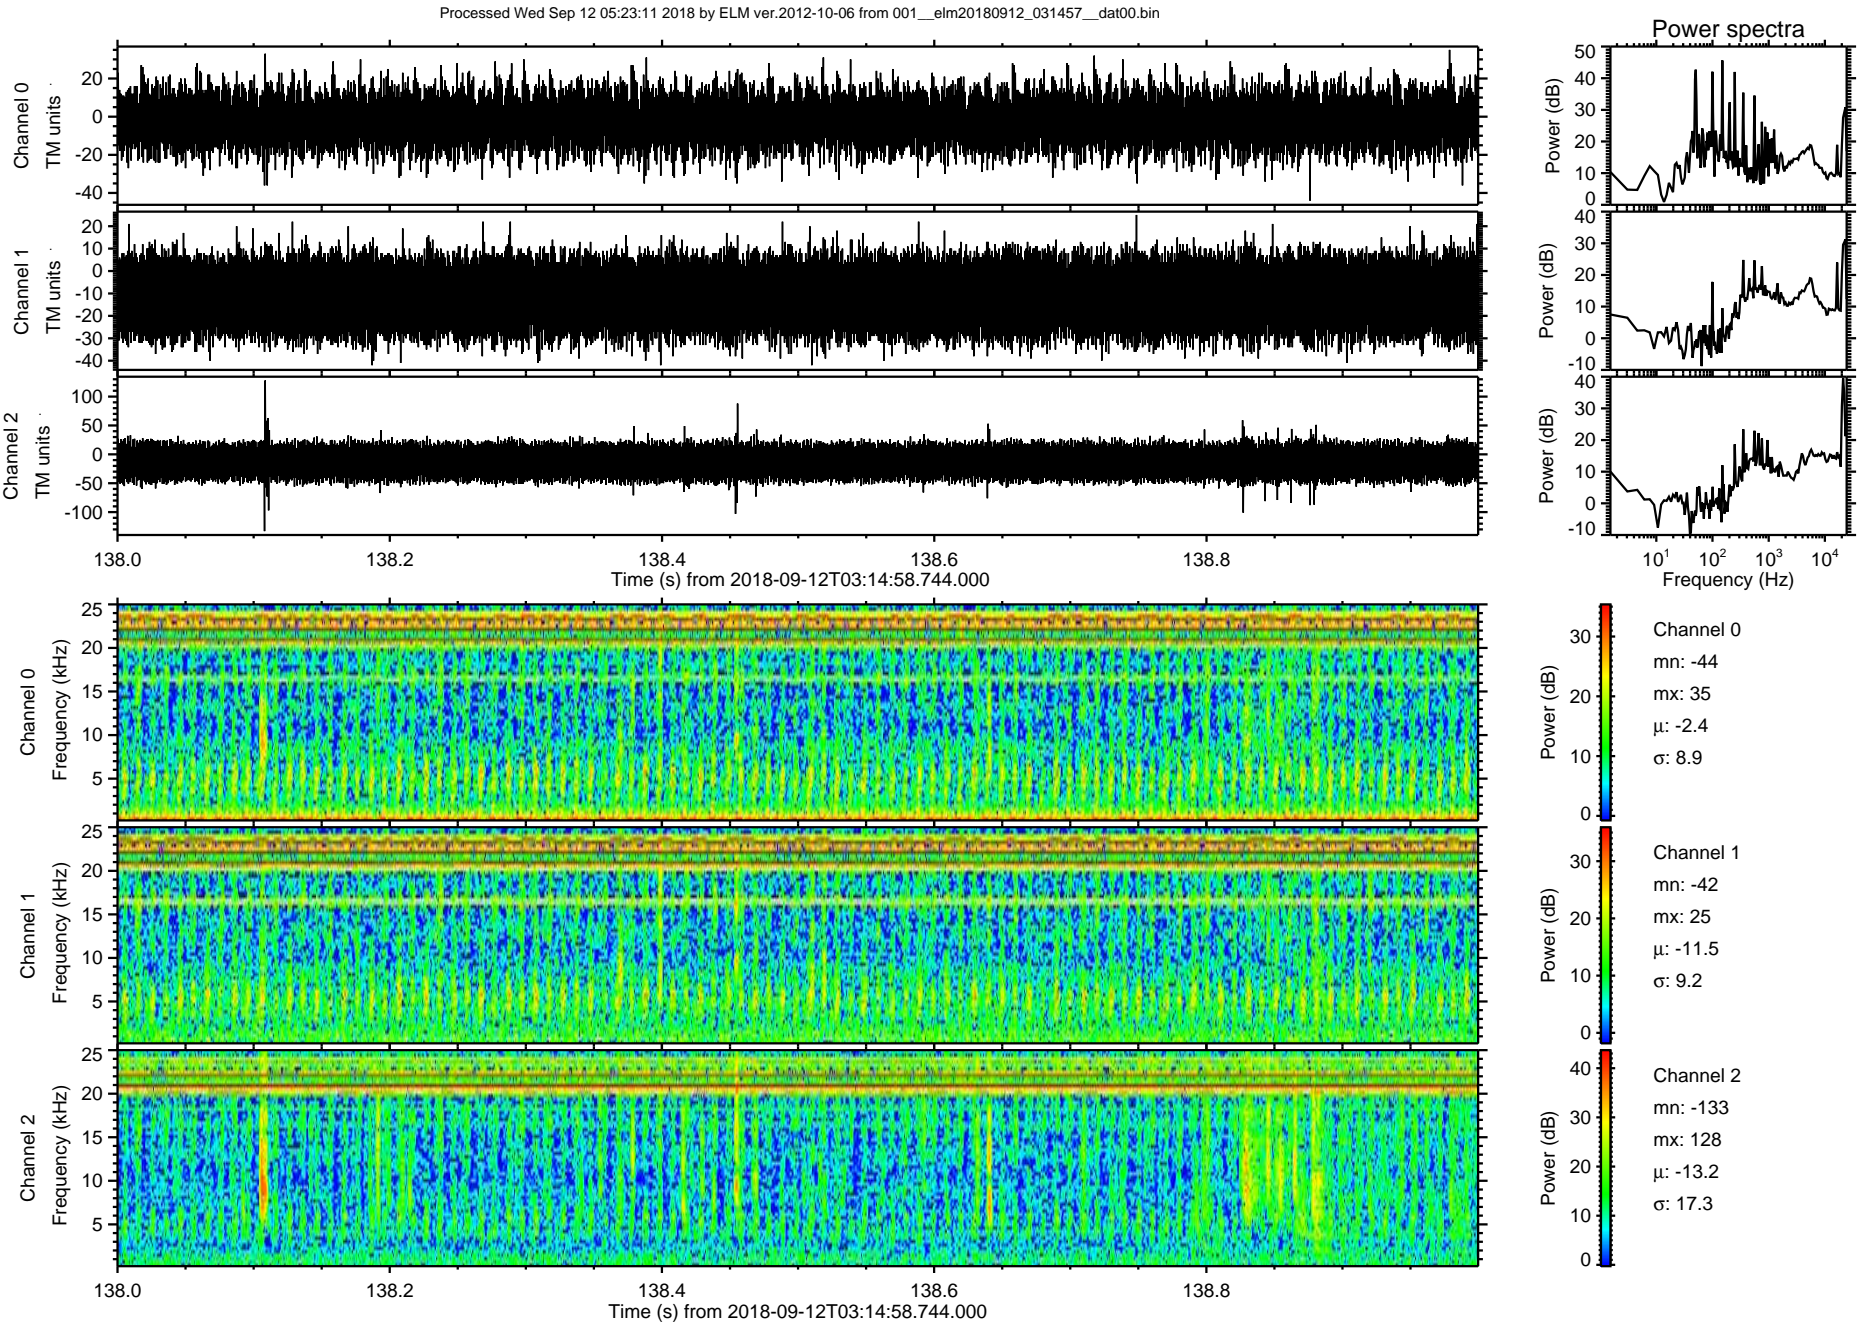 Processed Wed Sep 12 05:23:11 2018 by ELM ver.2012-10-06 from 001__elm20180912_031457__dat00.bin
Power spectra
Channel 0
TM units
20
0
-20
-40
Power (dB)
50
40
30
20
10
0
Channel 1
TM units
20
10
0
-10
-20
-30
-40
Power (dB)
40
30
20
10
0
-10
Channel 2
TM units
100
50
0
-50
-100
Power (dB)
40
30
20
10
0
-10
138.0 138.2 138.4 138.6 138.8
Time (s) from 2018-09-12T03:14:58.744.000
10^1 10^2 10^3 10^4
Frequency (Hz)
Channel 0
Frequency (kHz)
25
20
15
10
5
Power (dB)
30
20
10
0
Channel 0
mn: -44
mx: 35
μ: -2.4
σ: 8.9
Channel 1
Frequency (kHz)
25
20
15
10
5
Power (dB)
30
20
10
0
Channel 1
mn: -42
mx: 25
μ: -11.5
σ: 9.2
Channel 2
Frequency (kHz)
25
20
15
10
5
Power (dB)
40
30
20
10
0
Channel 2
mn: -133
mx: 128
μ: -13.2
σ: 17.3
138.0 138.2 138.4 138.6 138.8
Time (s) from 2018-09-12T03:14:58.744.000